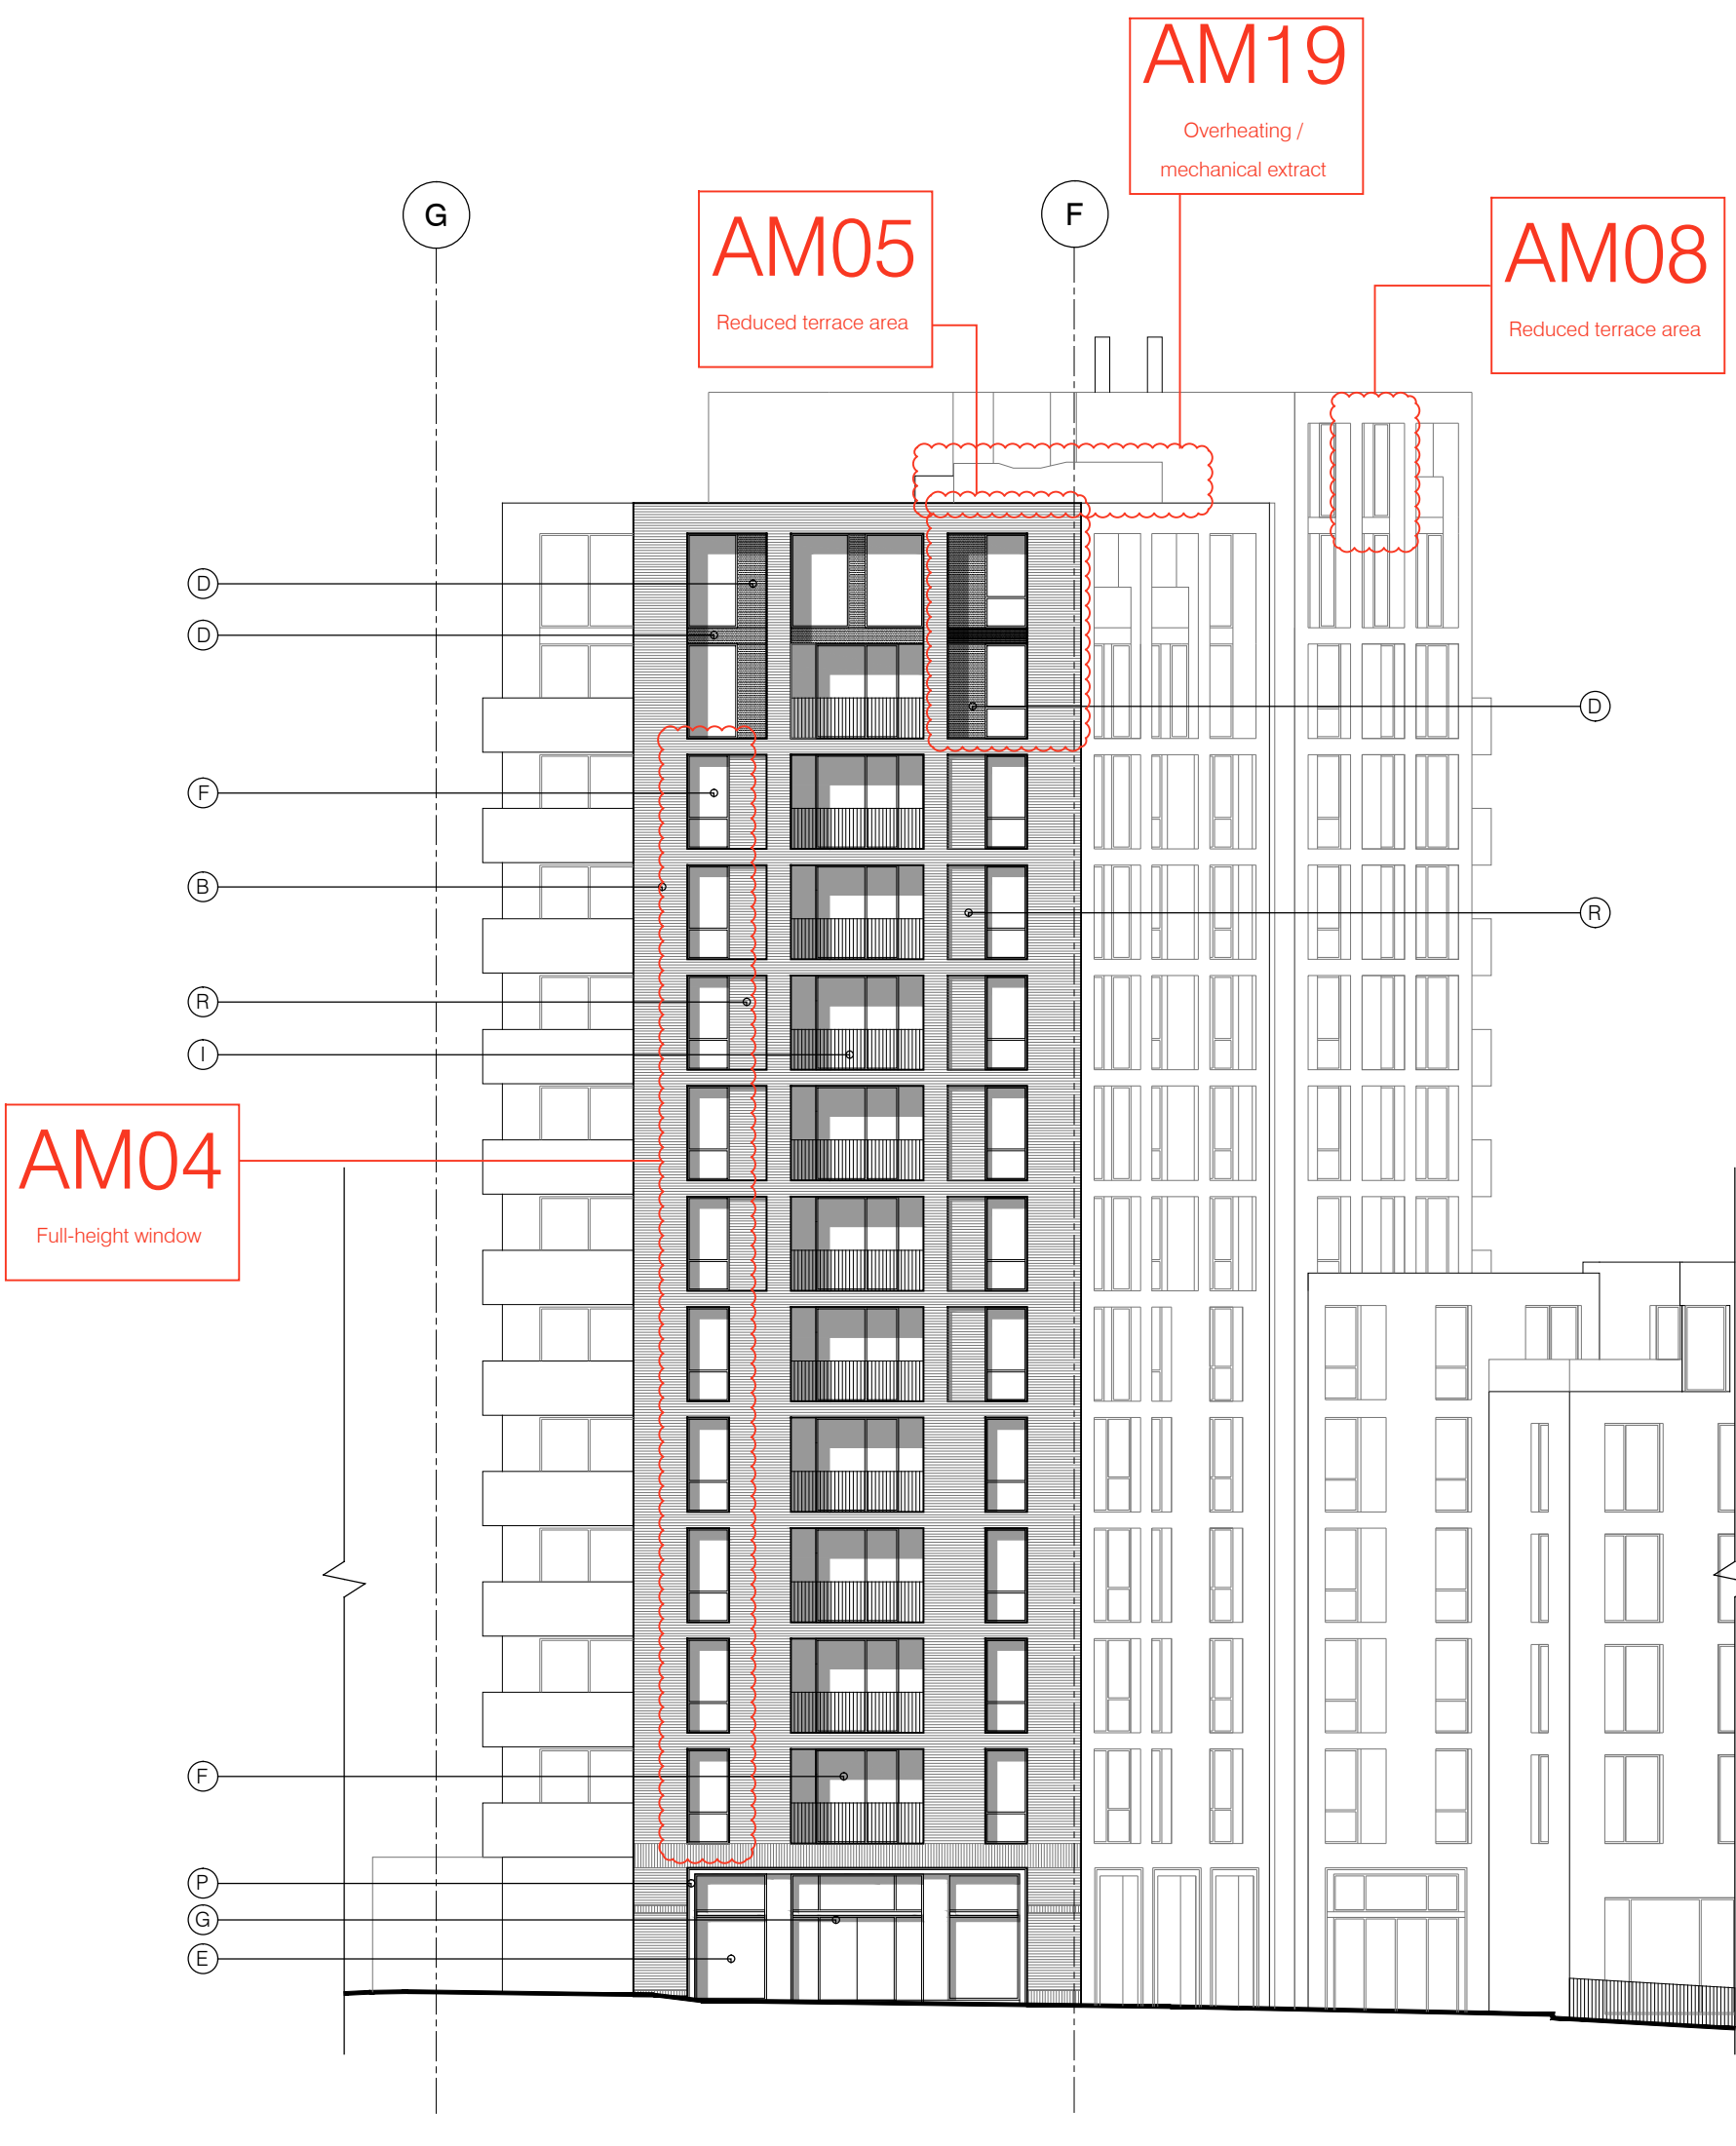 AM19
Overheating /
mechanical extract
G
F
AM05
Reduced terrace area
AM08
Reduced terrace area
D
D
D
F
B
R
R
I
AM04
Full-height window
F
P
G
E